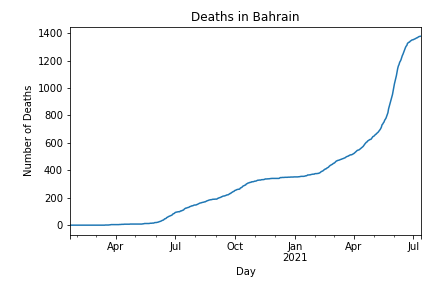 Deaths in Bahrain
1400
1200
1000
800
600
400
200
0
Number of Deaths
Apr
Jul
Oct
Jan
2021
Apr
Jul
Day